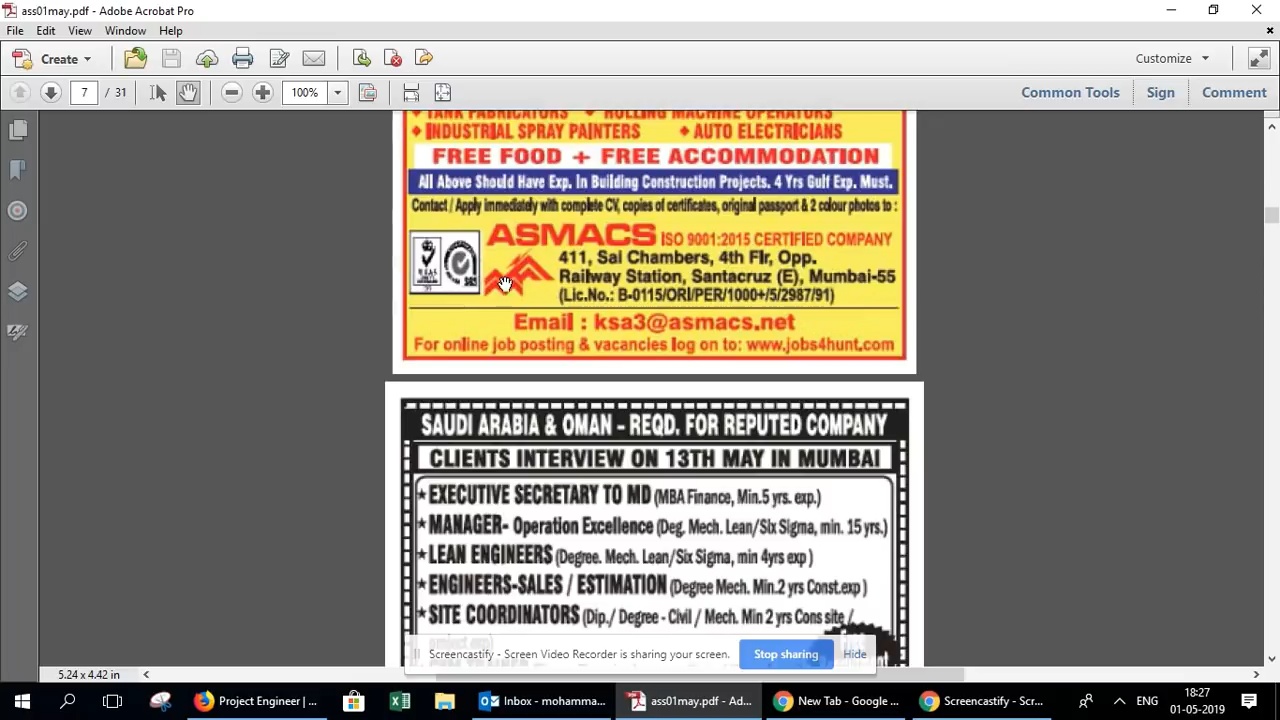 ass01may.pdf - Adobe Acrobat Pro
File Edit View Window Help
Create Customize
7 / 31 100% Common Tools Sign Comment
TANK FABRICATORS ROLLING MACHINE OPERATORS
INDUSTRIAL SPRAY PAINTERS AUTO ELECTRICIANS
FREE FOOD + FREE ACCOMMODATION
All Above Should Have Exp. In Building Construction Projects. 4 Yrs Gulf Exp. Must.
Contact / Apply immediately with complete CV, copies of certificates, original passport & 2 colour photos to :
ASMACS ISO 9001:2015 CERTIFIED COMPANY
411, Sai Chambers, 4th Flr, Opp.
Railway Station, Santacruz (E), Mumbai-55
(Lic.No.: B-0115/ORI/PER/1000+/5/2987/91)
SGS
Email : ksa3@asmacs.net
For online job posting & vacancies log on to: www.jobs4hunt.com
SAUDI ARABIA & OMAN - REQD. FOR REPUTED COMPANY
CLIENTS INTERVIEW ON 13TH MAY IN MUMBAI
★EXECUTIVE SECRETARY TO MD (MBA Finance, Min.5 yrs. exp.)
★MANAGER- Operation Excellence (Deg. Mech. Lean/Six Sigma, min. 15 yrs.)
★LEAN ENGINEERS (Degree. Mech. Lean/Six Sigma, min 4yrs exp )
★ENGINEERS-SALES / ESTIMATION (Degree Mech. Min.2 yrs Const.exp )
★SITE COORDINATORS (Dip./ Degree - Civil / Mech. Min 2 yrs Cons site /
Screencastify - Screen Video Recorder is sharing your screen. Stop sharing Hide
5.24 x 4.42 in
Project Engineer | ... Inbox - mohamma... ass01may.pdf - Ad... New Tab - Google ... Screencastify - Scr... ENG 18:27
01-05-2019